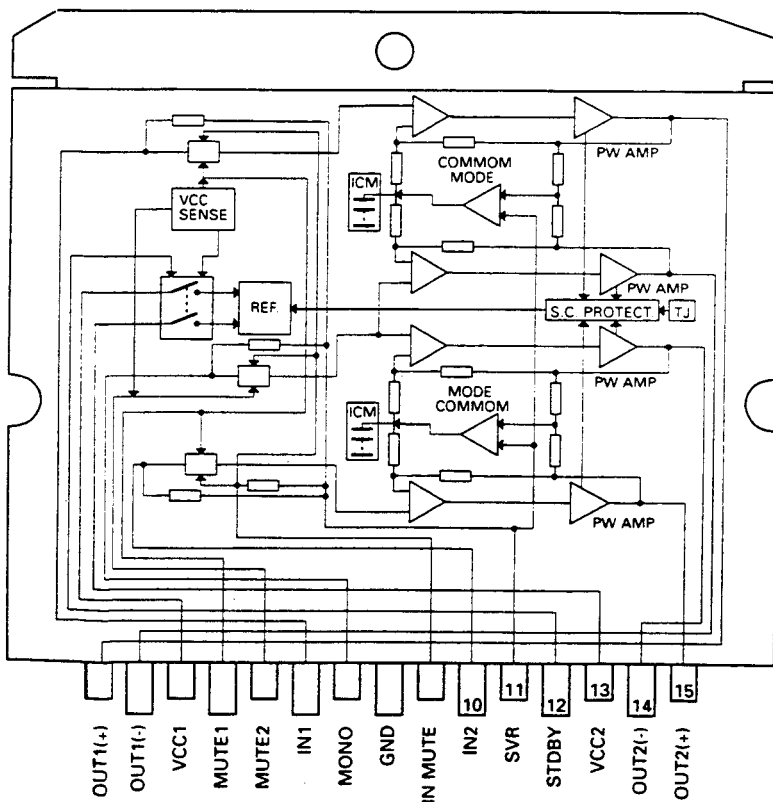 COMMOM
MODE
PW AMP
iCM
VCC
SENSE
REF.
PW AMP
S.C. PROTECT.
TJ
PW AMP
MODE
COMMOM
iCM
PW AMP
10
11
12
13
14
15
OUT1(+)
OUT1(-)
VCC1
MUTE1
MUTE2
IN1
MONO
GND
IN MUTE
IN2
SVR
STDBY
VCC2
OUT2(-)
OUT2(+)